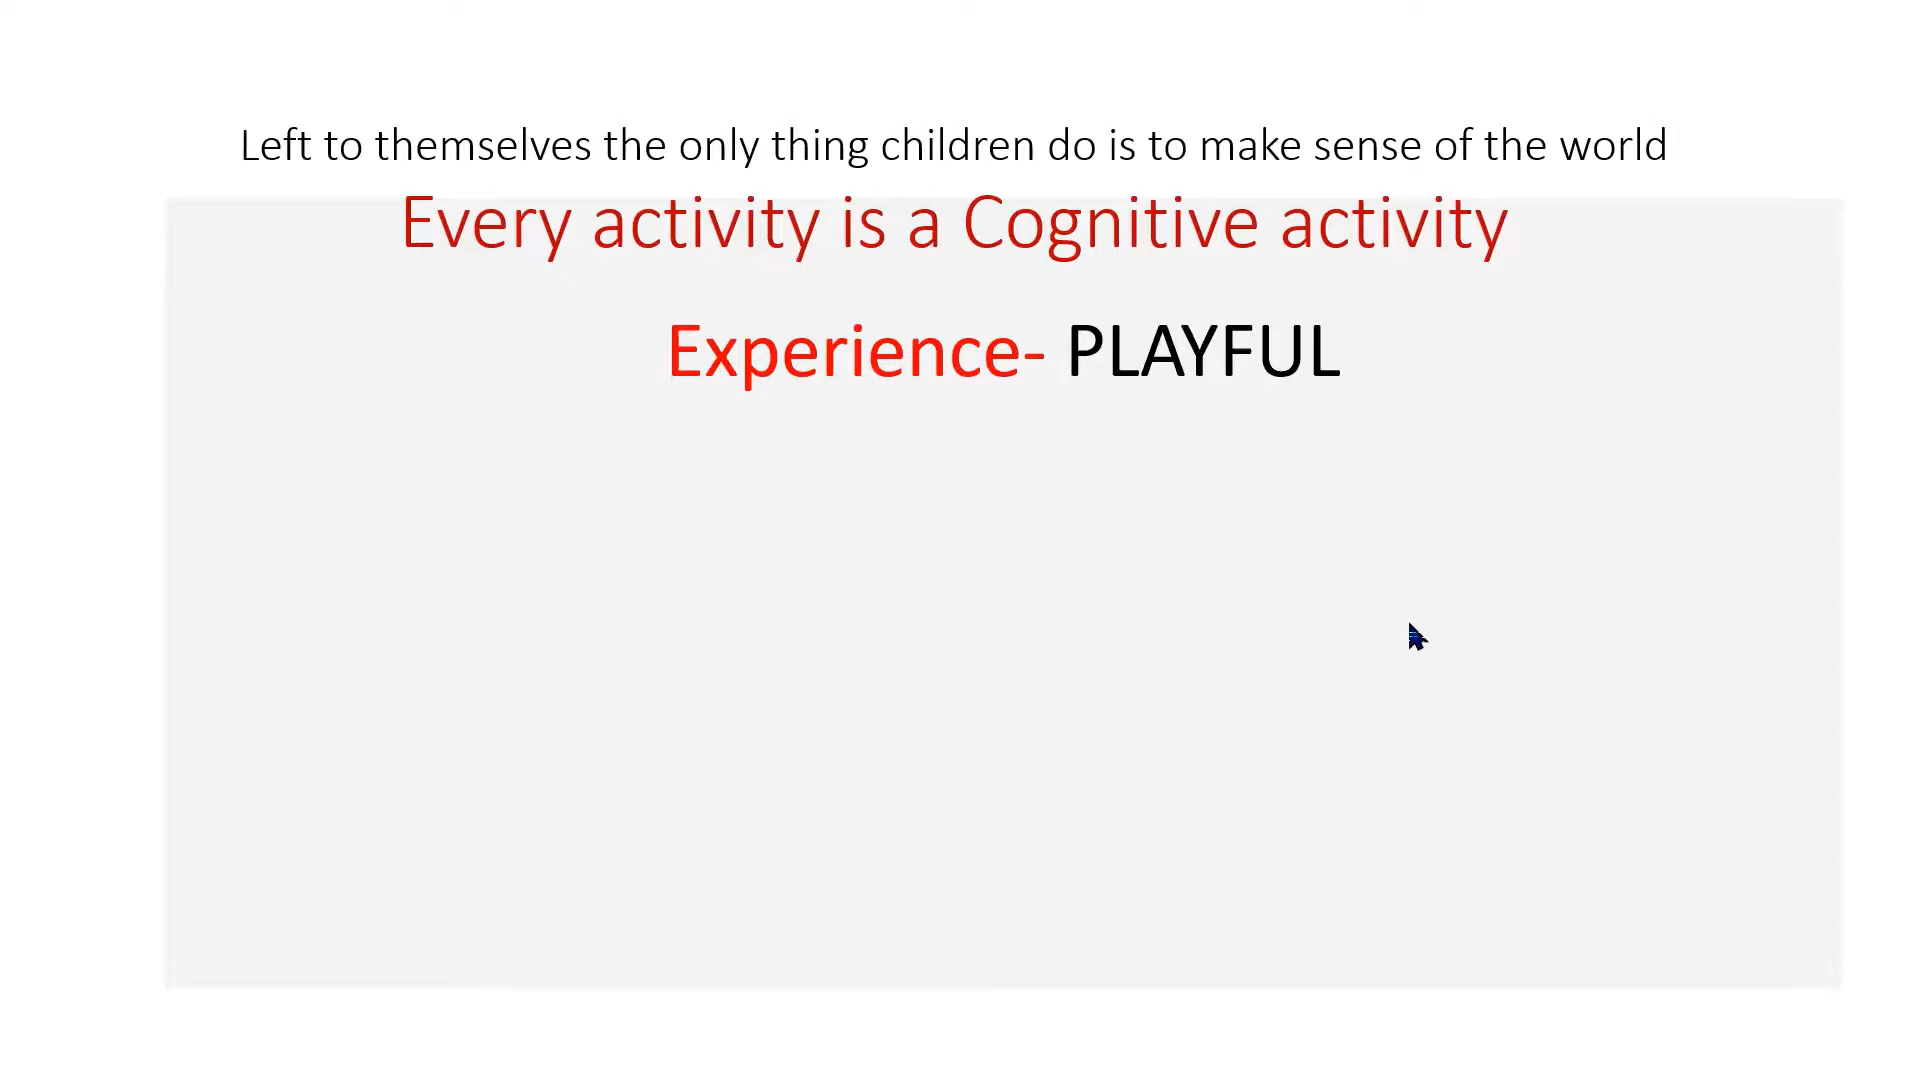 Left to themselves the only thing children do is to make sense of the world
Every activity is a Cognitive activity
Experience- PLAYFUL